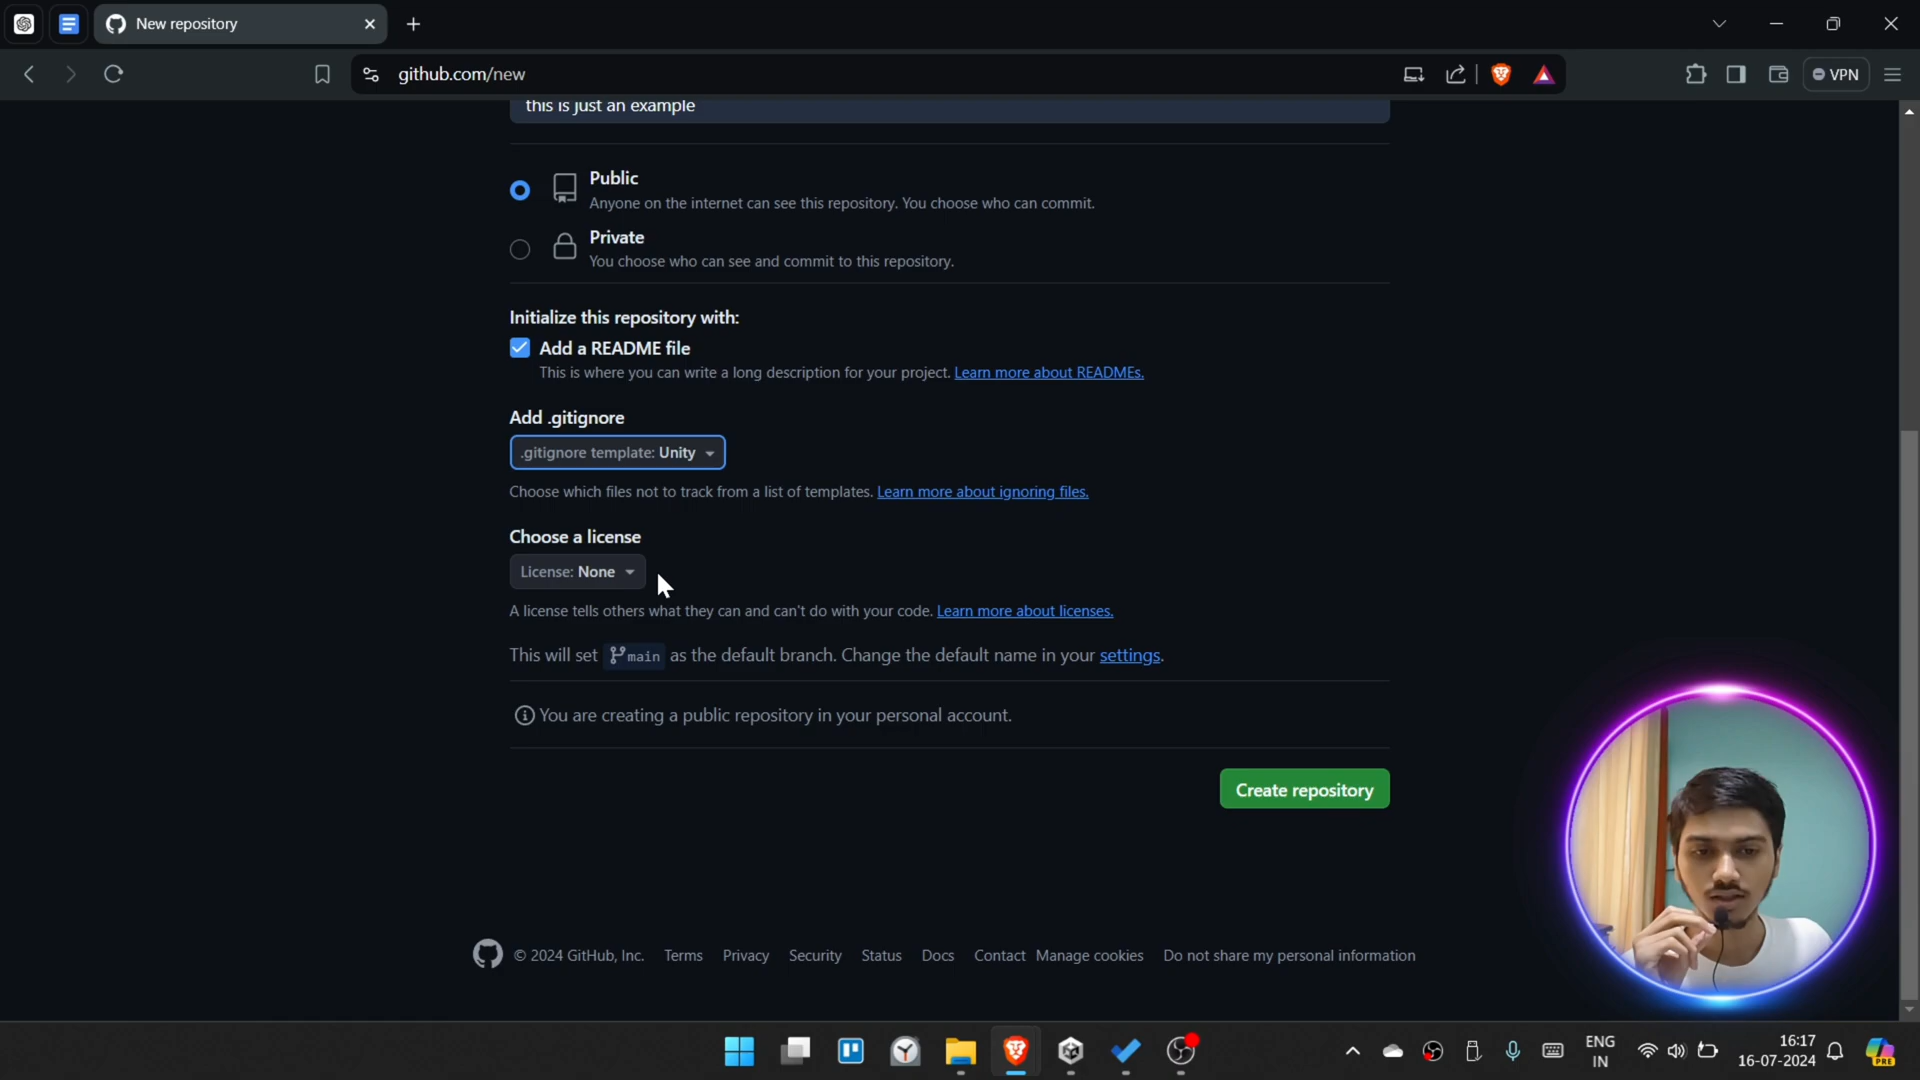 New repository
github.com/new
VPN
this is just an example
Public
Anyone on the internet can see this repository. You choose who can commit.
Private
You choose who can see and commit to this repository.
Initialize this repository with:
Add a README file
This is where you can write a long description for your project. Learn more about READMEs.
Add .gitignore
.gitignore template: Unity
Choose which files not to track from a list of templates. Learn more about ignoring files.
Choose a license
License: None
A license tells others what they can and can't do with your code. Learn more about licenses.
This will set main as the default branch. Change the default name in your settings.
You are creating a public repository in your personal account.
Create repository
© 2024 GitHub, Inc. Terms Privacy Security Status Docs Contact Manage cookies Do not share my personal information
ENG
IN
16:17
16-07-2024
PRE